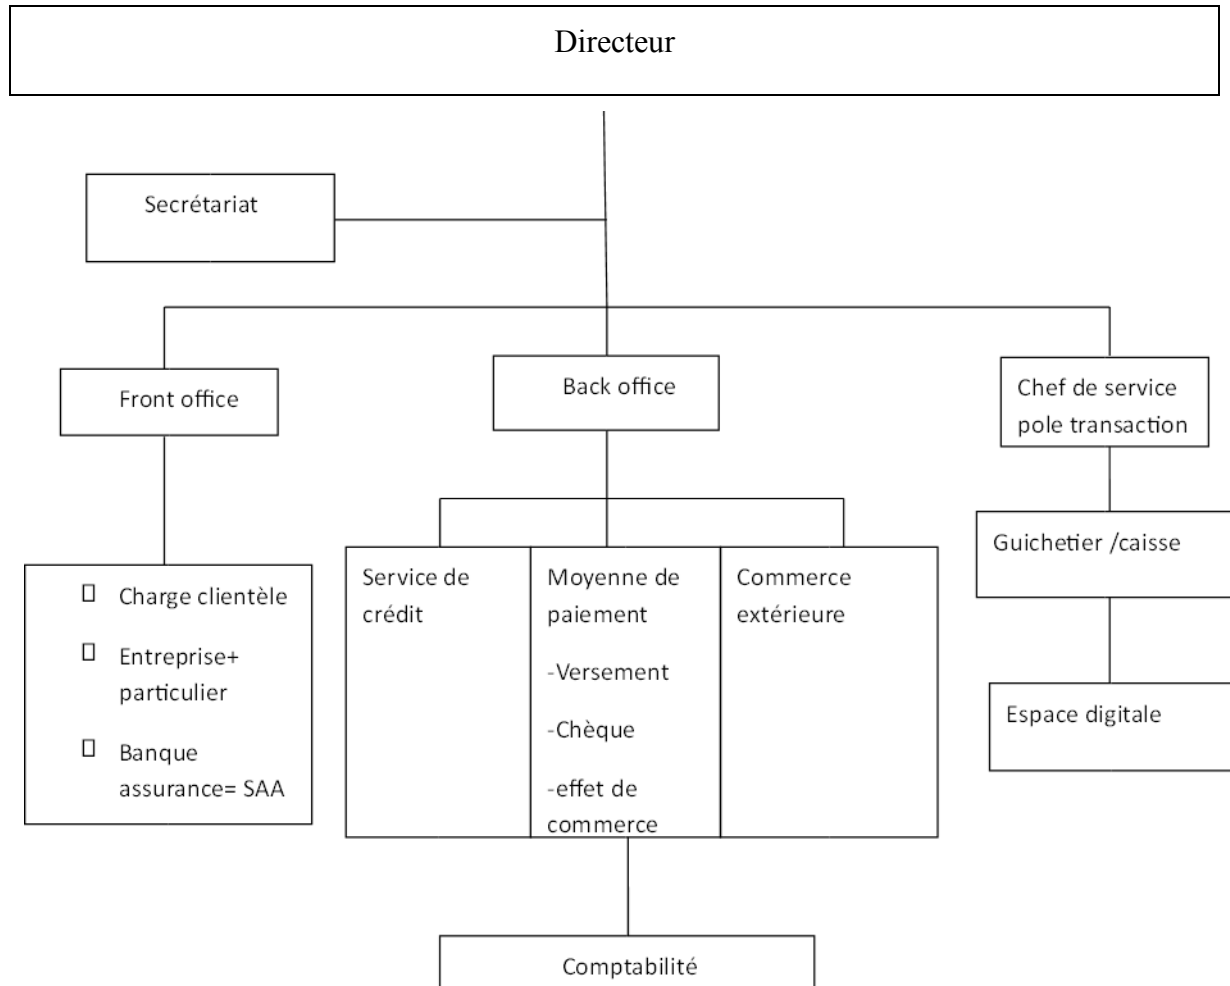 Directeur
Secrétariat
Front office
Back office
Chef de service
pole transaction
Charge clientèle
Entreprise+
particulier
Banque
assurance= SAA
Service de
crédit
Moyenne de
paiement
-Versement
-Chèque
-effet de
commerce
Commerce
extérieure
Guichetier /caisse
Espace digitale
Comptabilité